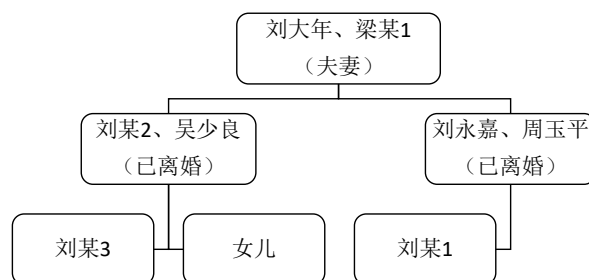 刘大年、梁某1
（夫妻）
刘某2、吴少良
（已离婚）
刘永嘉、周玉平
（已离婚）
刘某3
女儿
刘某1